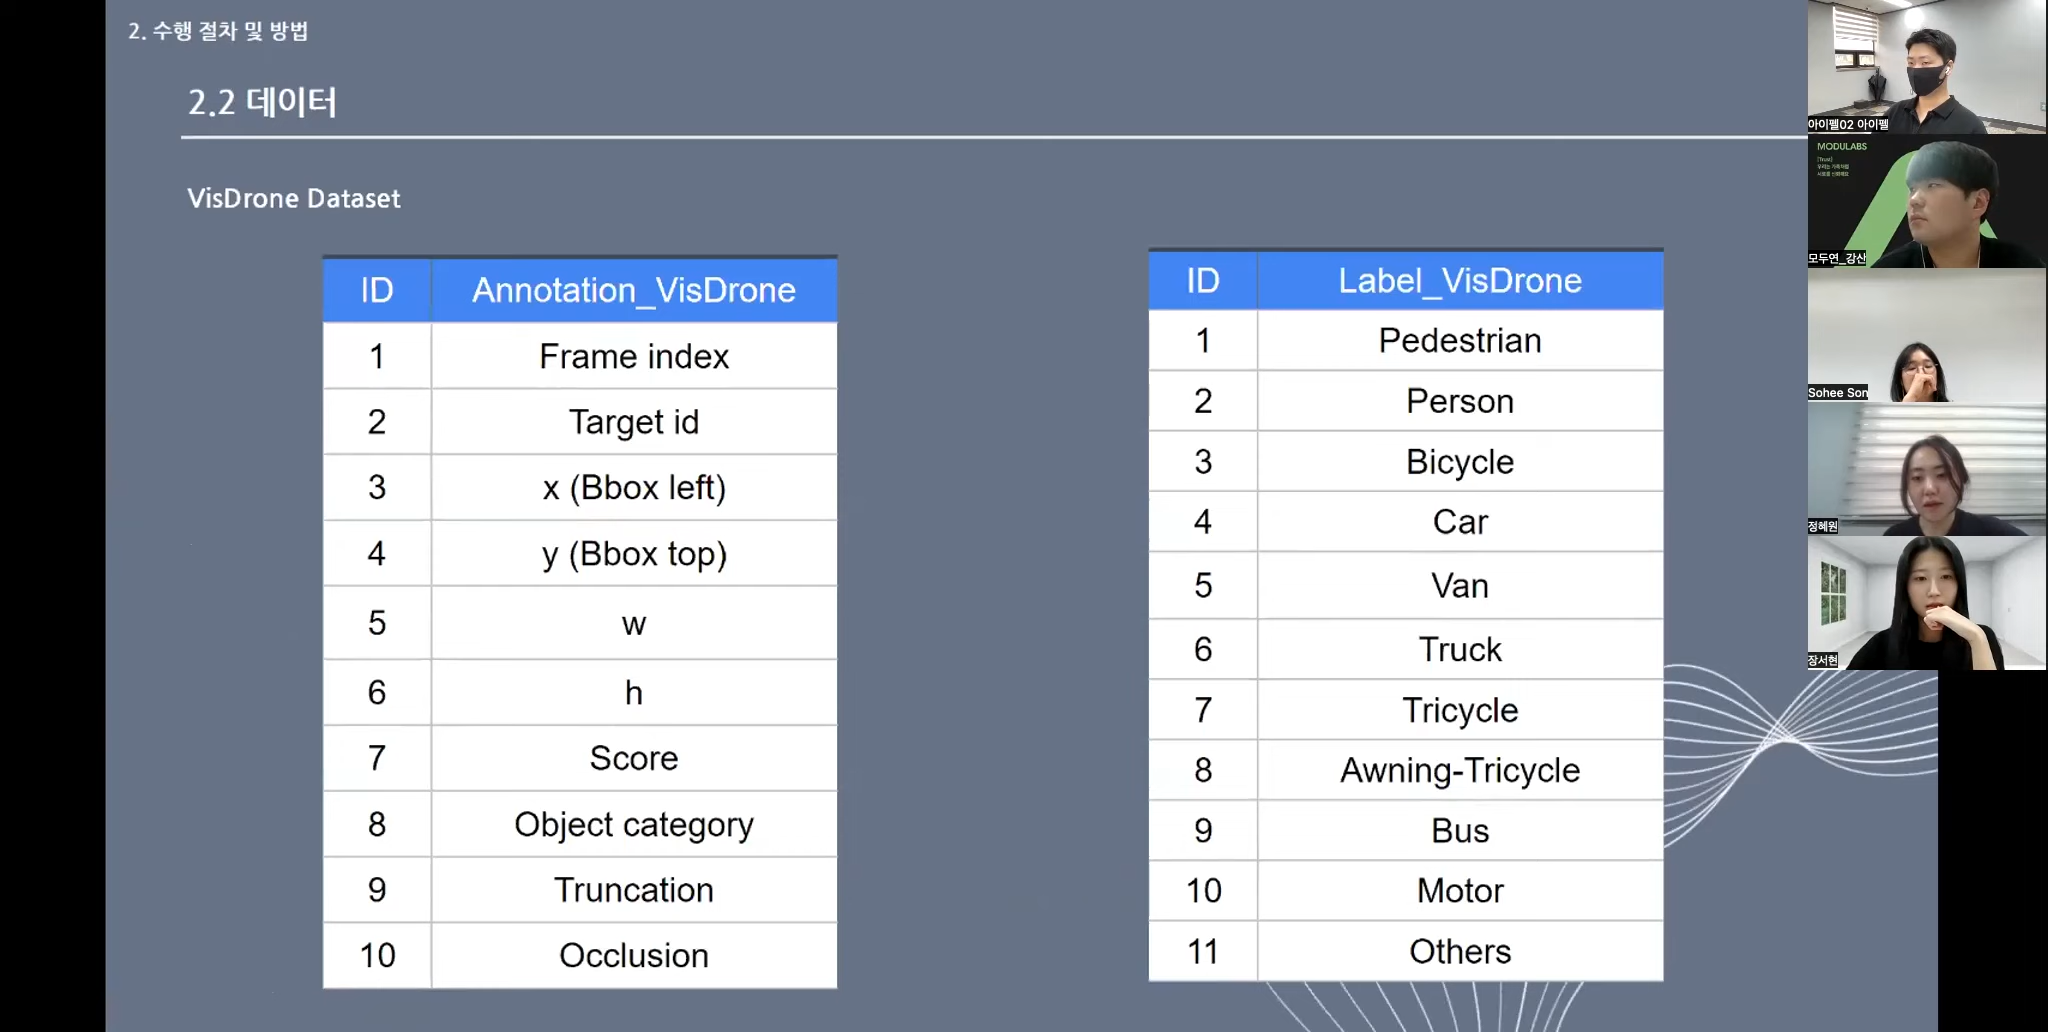 2. 수행 절차 및 방법
2.2 데이터
VisDrone Dataset
ID Annotation_VisDrone
1 Frame index
2 Target id
3 x (Bbox left)
4 y (Bbox top)
5 w
6 h
7 Score
8 Object category
9 Truncation
10 Occlusion
ID Label_VisDrone
1 Pedestrian
2 Person
3 Bicycle
4 Car
5 Van
6 Truck
7 Tricycle
8 Awning-Tricycle
9 Bus
10 Motor
11 Others
아이펠02 아이펠
MODULABS
[Trust]
모두연_강산
Sohee Son
정혜원
장서현